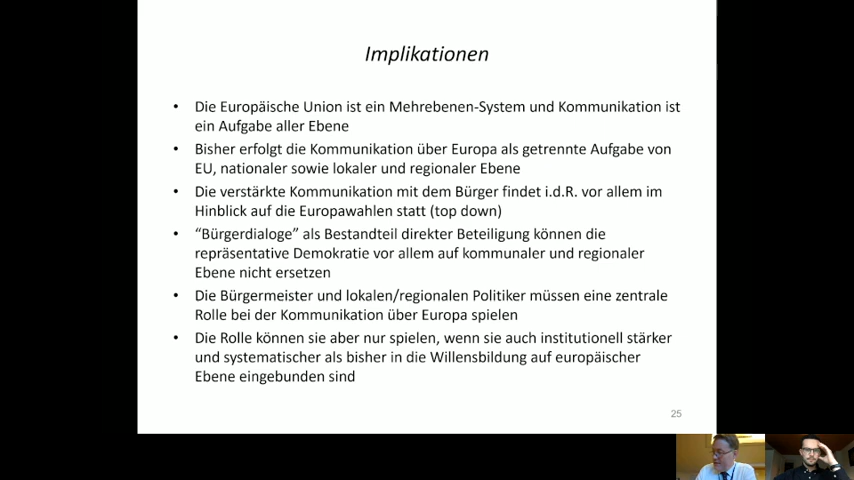 Implikationen
• Die Europäische Union ist ein Mehrebenen-System und Kommunikation ist
ein Aufgabe aller Ebene
• Bisher erfolgt die Kommunikation über Europa als getrennte Aufgabe von
EU, nationaler sowie lokaler und regionaler Ebene
• Die verstärkte Kommunikation mit dem Bürger findet i.d.R. vor allem im
Hinblick auf die Europawahlen statt (top down)
• “Bürgerdialoge” als Bestandteil direkter Beteiligung können die
repräsentative Demokratie vor allem auf kommunaler und regionaler
Ebene nicht ersetzen
• Die Bürgermeister und lokalen/regionalen Politiker müssen eine zentrale
Rolle bei der Kommunikation über Europa spielen
• Die Rolle können sie aber nur spielen, wenn sie auch institutionell stärker
und systematischer als bisher in die Willensbildung auf europäischer
Ebene eingebunden sind
25